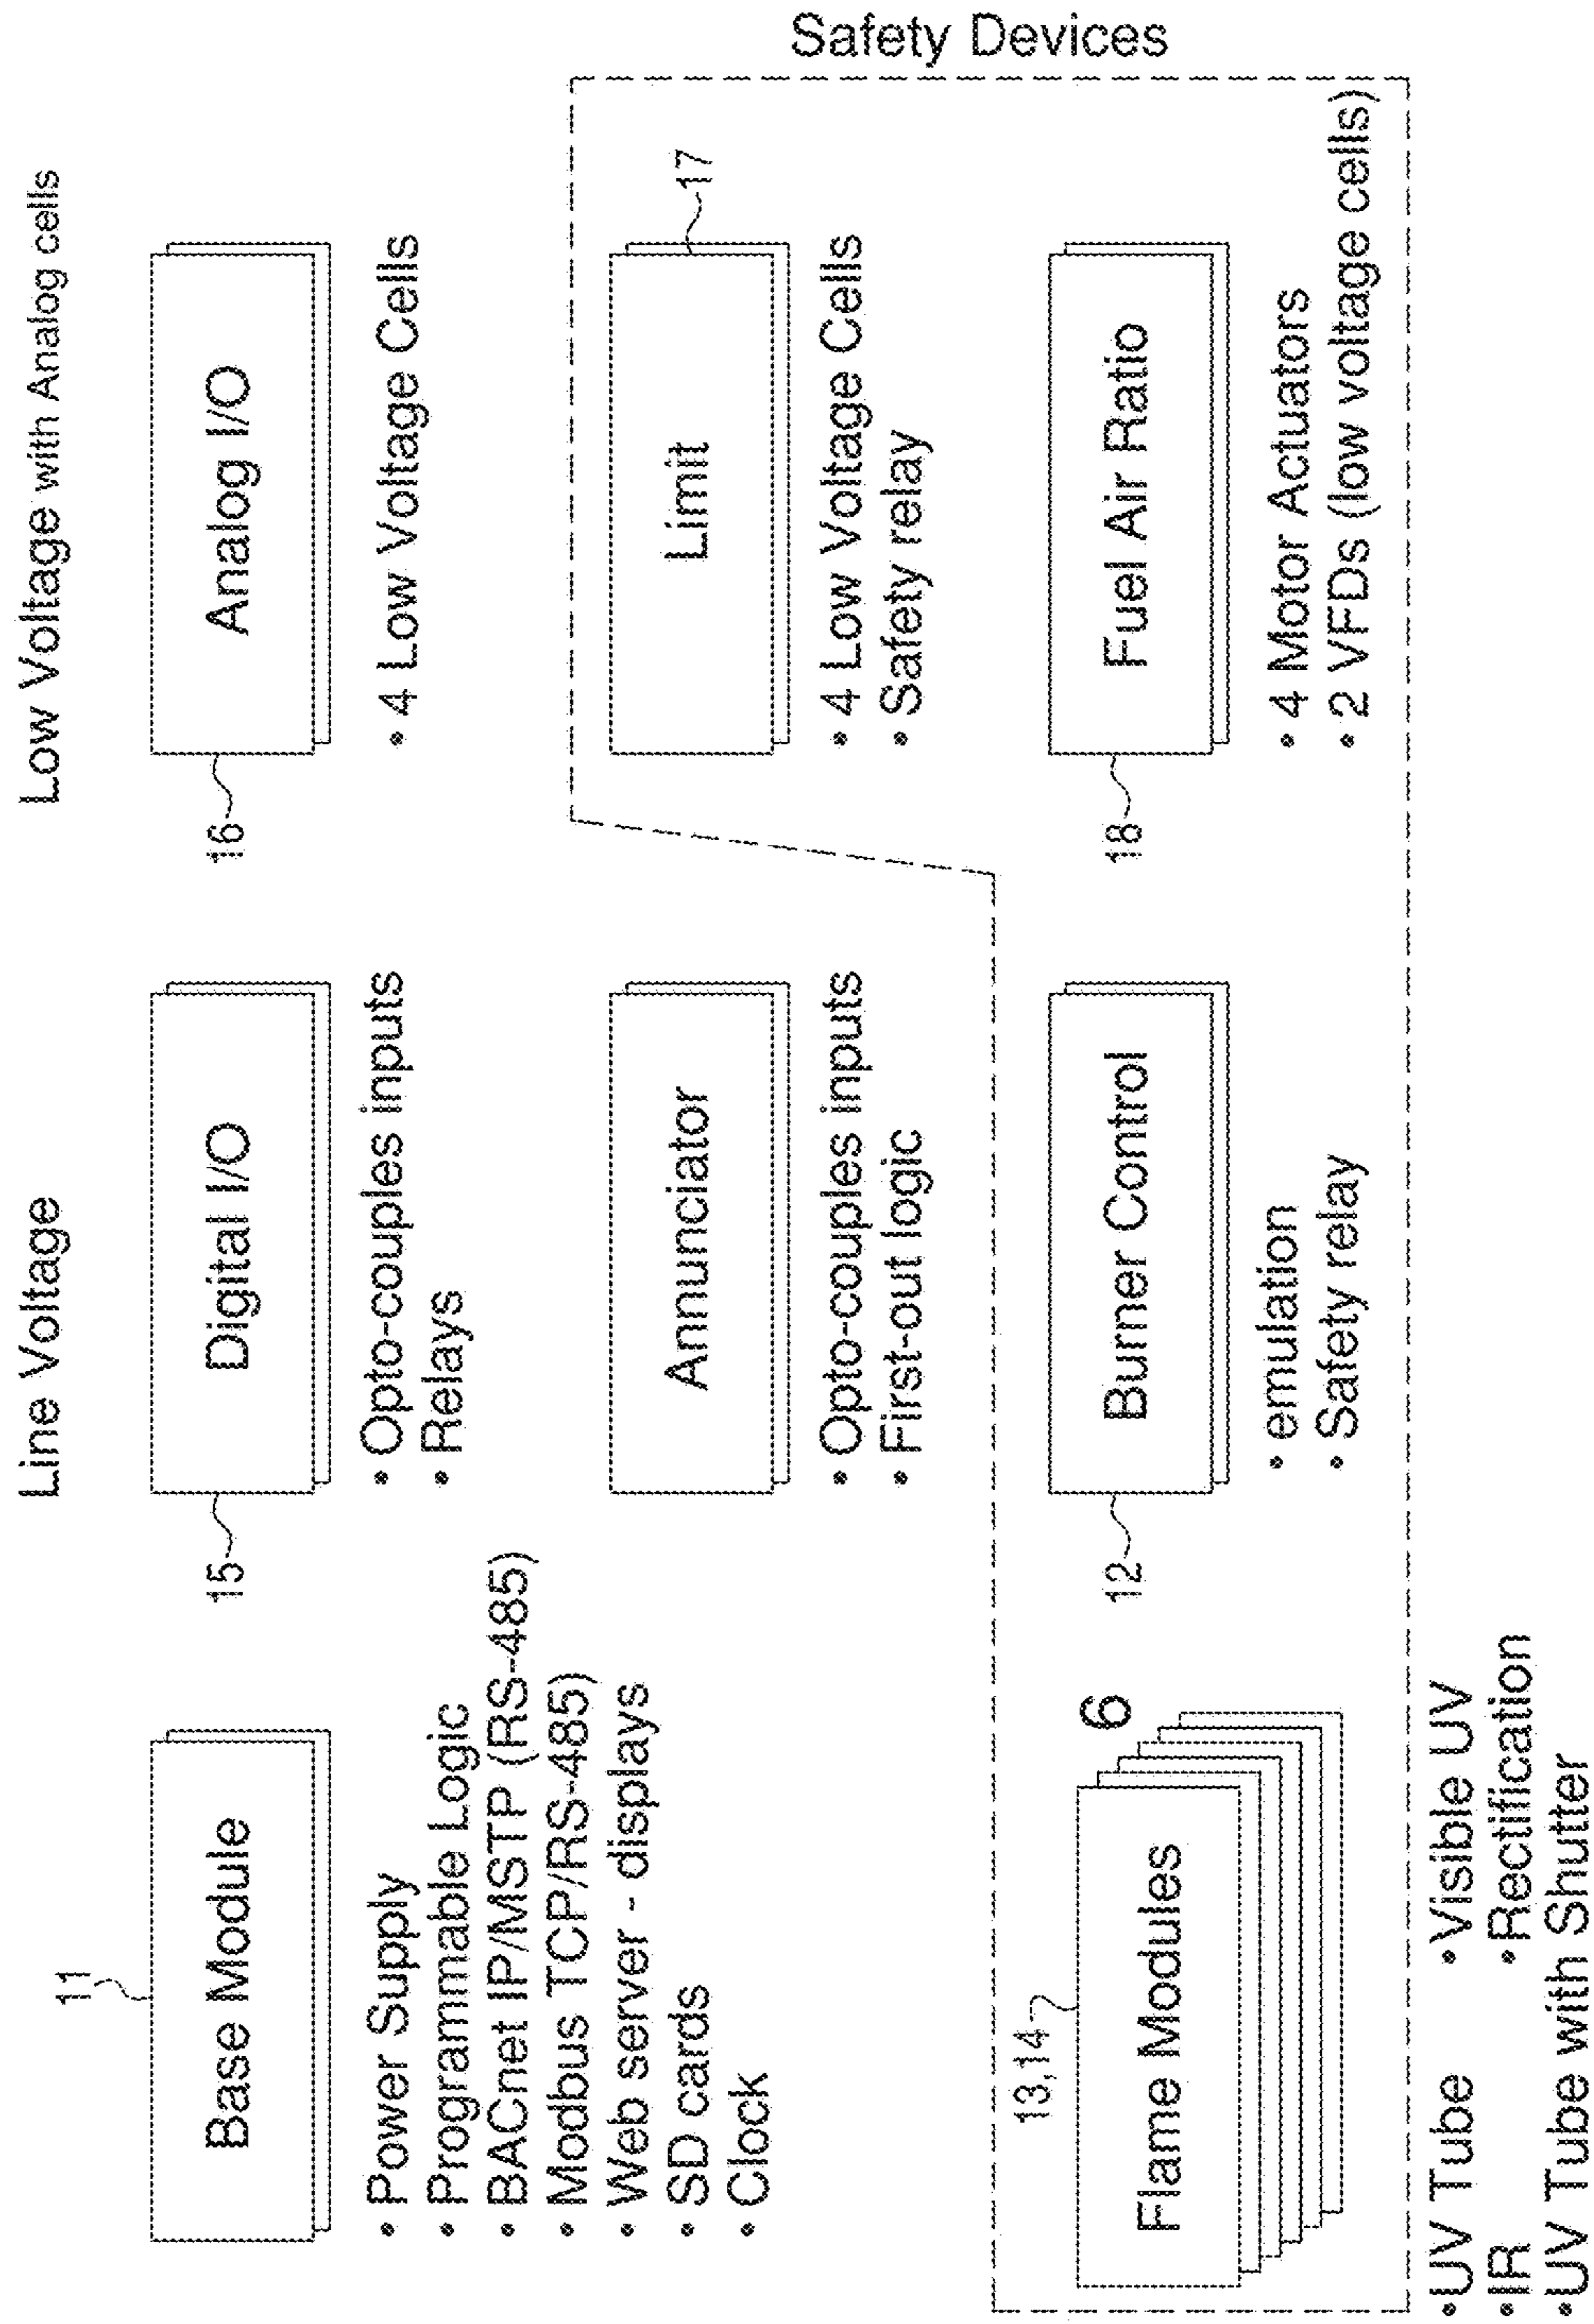 Line Voltage
Low Voltage with Analog cells
11
Base Module
• Power Supply
• Programmable Logic
• BACnet IP/MSTP (RS-485)
• Modbus TCP/RS-485)
• Web server - displays
• SD cards
• Clock
15
Digital I/O
• Opto-couples inputs
• Relays
16
Analog I/O
• 4 Low Voltage Cells
Annunciator
• Opto-couples inputs
• First-out logic
Safety Devices
Limit
17
• 4 Low Voltage Cells
• Safety relay
13,14
Flame Modules
6
•UV Tube •Visible UV
•IR •Rectification
•UV Tube with Shutter
12
Burner Control
• emulation
• Safety relay
18
Fuel Air Ratio
• 4 Motor Actuators
• 2 VFDs (low voltage cells)